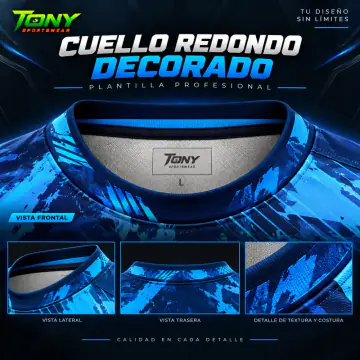 TONY
SPORTSWEAR
TU DISEÑO
SIN LÍMITES
CUELLO REDONDO
DECORADO
PLANTILLA PROFESIONAL
TONY
SPORTSWEAR
L
VISTA FRONTAL
VISTA LATERAL
VISTA TRASERA
DETALLE DE TEXTURA Y COSTURA
CALIDAD EN CADA DETALLE